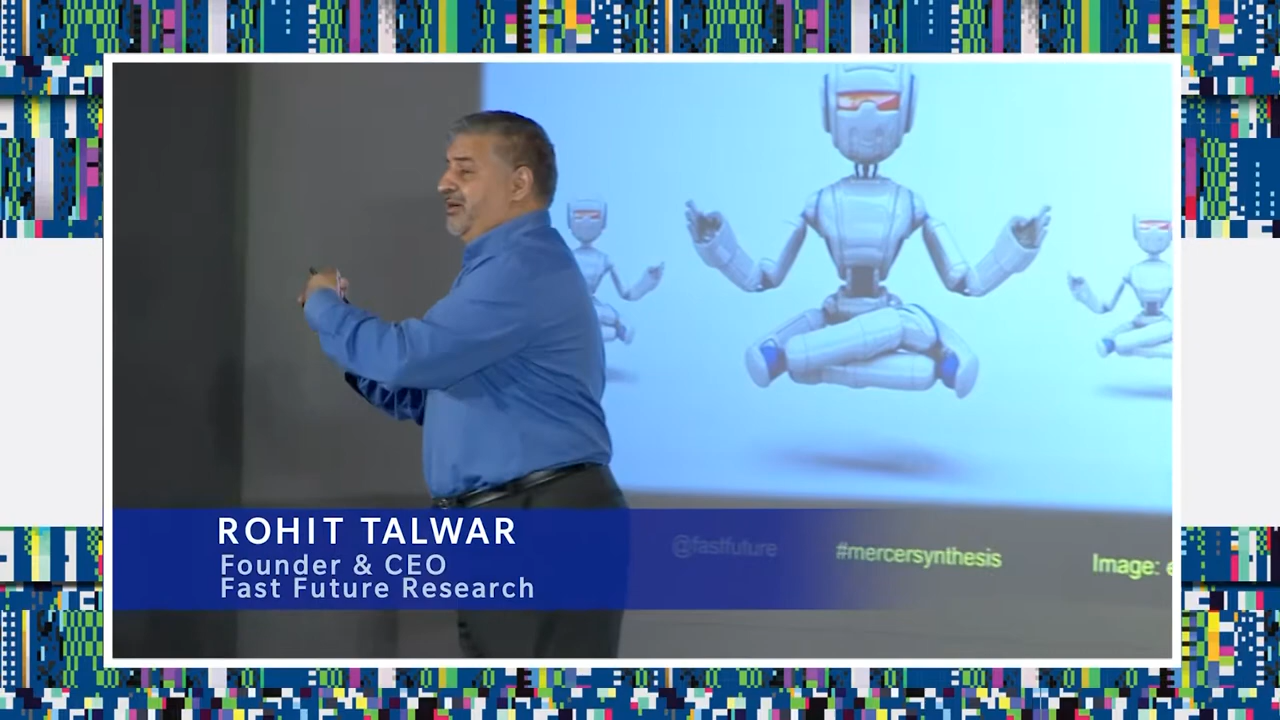 ROHIT TALWAR
Founder & CEO
Fast Future Research
@fastfuture
#mercersynthesis
Image: